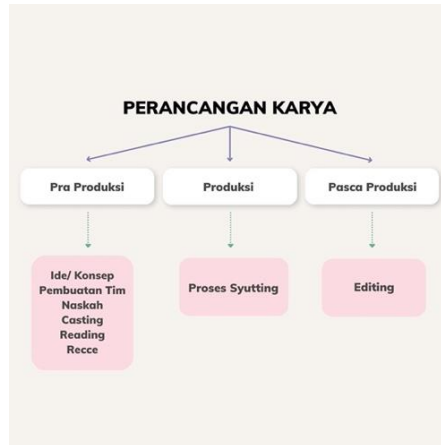 PERANCANGAN KARYA
Pra Produksi
Produksi
Pasca Produksi
Ide/ Konsep
Pembuatan Tim
Naskah
Casting
Reading
Recce
Proses Syutting
Editing